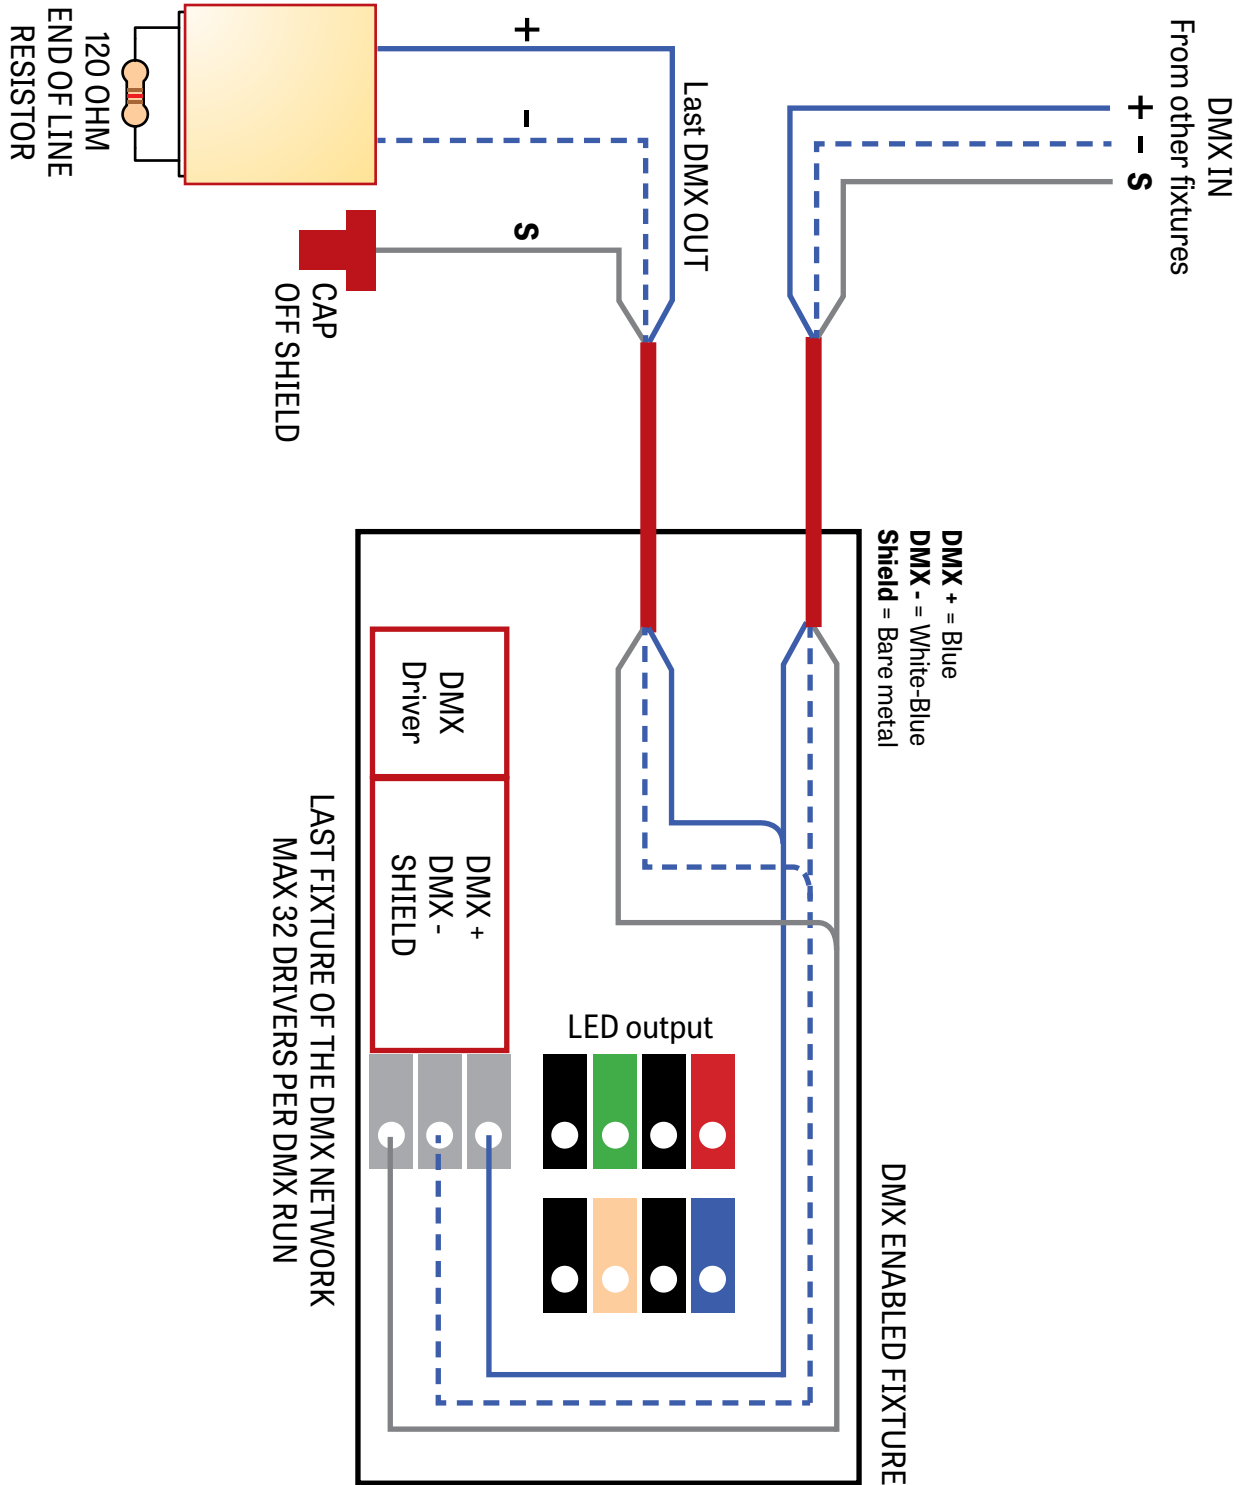 DMX IN
From other fixtures
+
-
S
Last DMX OUT
+
-
S
120 OHM
END OF LINE
RESISTOR
CAP
OFF SHIELD
DMX + = Blue
DMX - = White-Blue
Shield = Bare metal
DMX ENABLED FIXTURE
DMX
Driver
DMX +
DMX -
SHIELD
LED output
LAST FIXTURE OF THE DMX NETWORK
MAX 32 DRIVERS PER DMX RUN